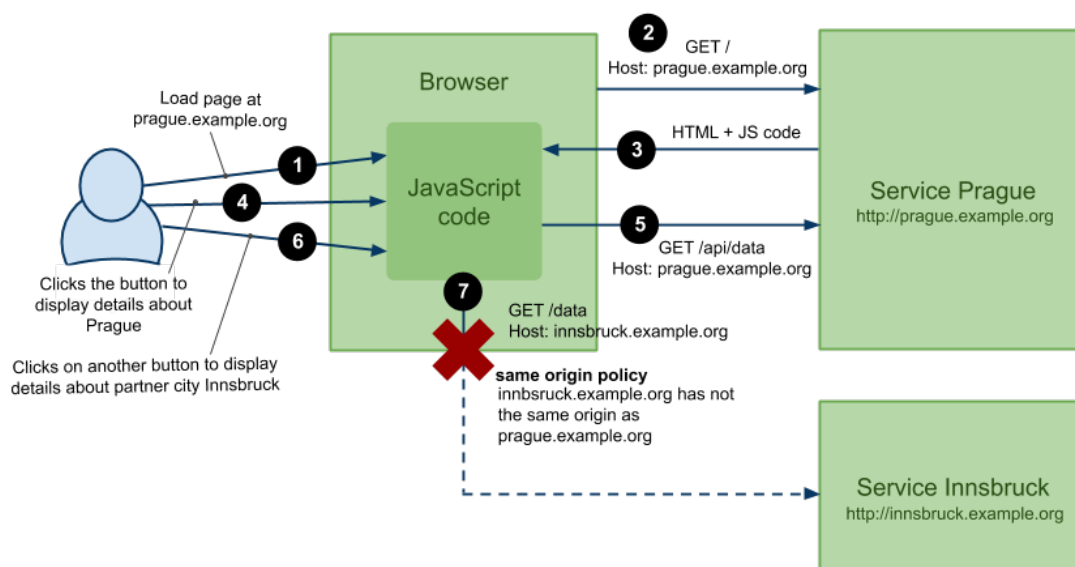 2
GET /
Host: prague.example.org
Browser
Load page at
prague.example.org
HTML + JS code
3
1
JavaScript
code
Service Prague
http://prague.example.org
4
5
6
GET /api/data
Host: prague.example.org
Clicks the button to
display details about
Prague
7
GET /data
Host: innsbruck.example.org
Clicks on another button to display
details about partner city Innsbruck
same origin policy
innbsruck.example.org has not
the same origin as
prague.example.org
Service Innsbruck
http://innsbruck.example.org